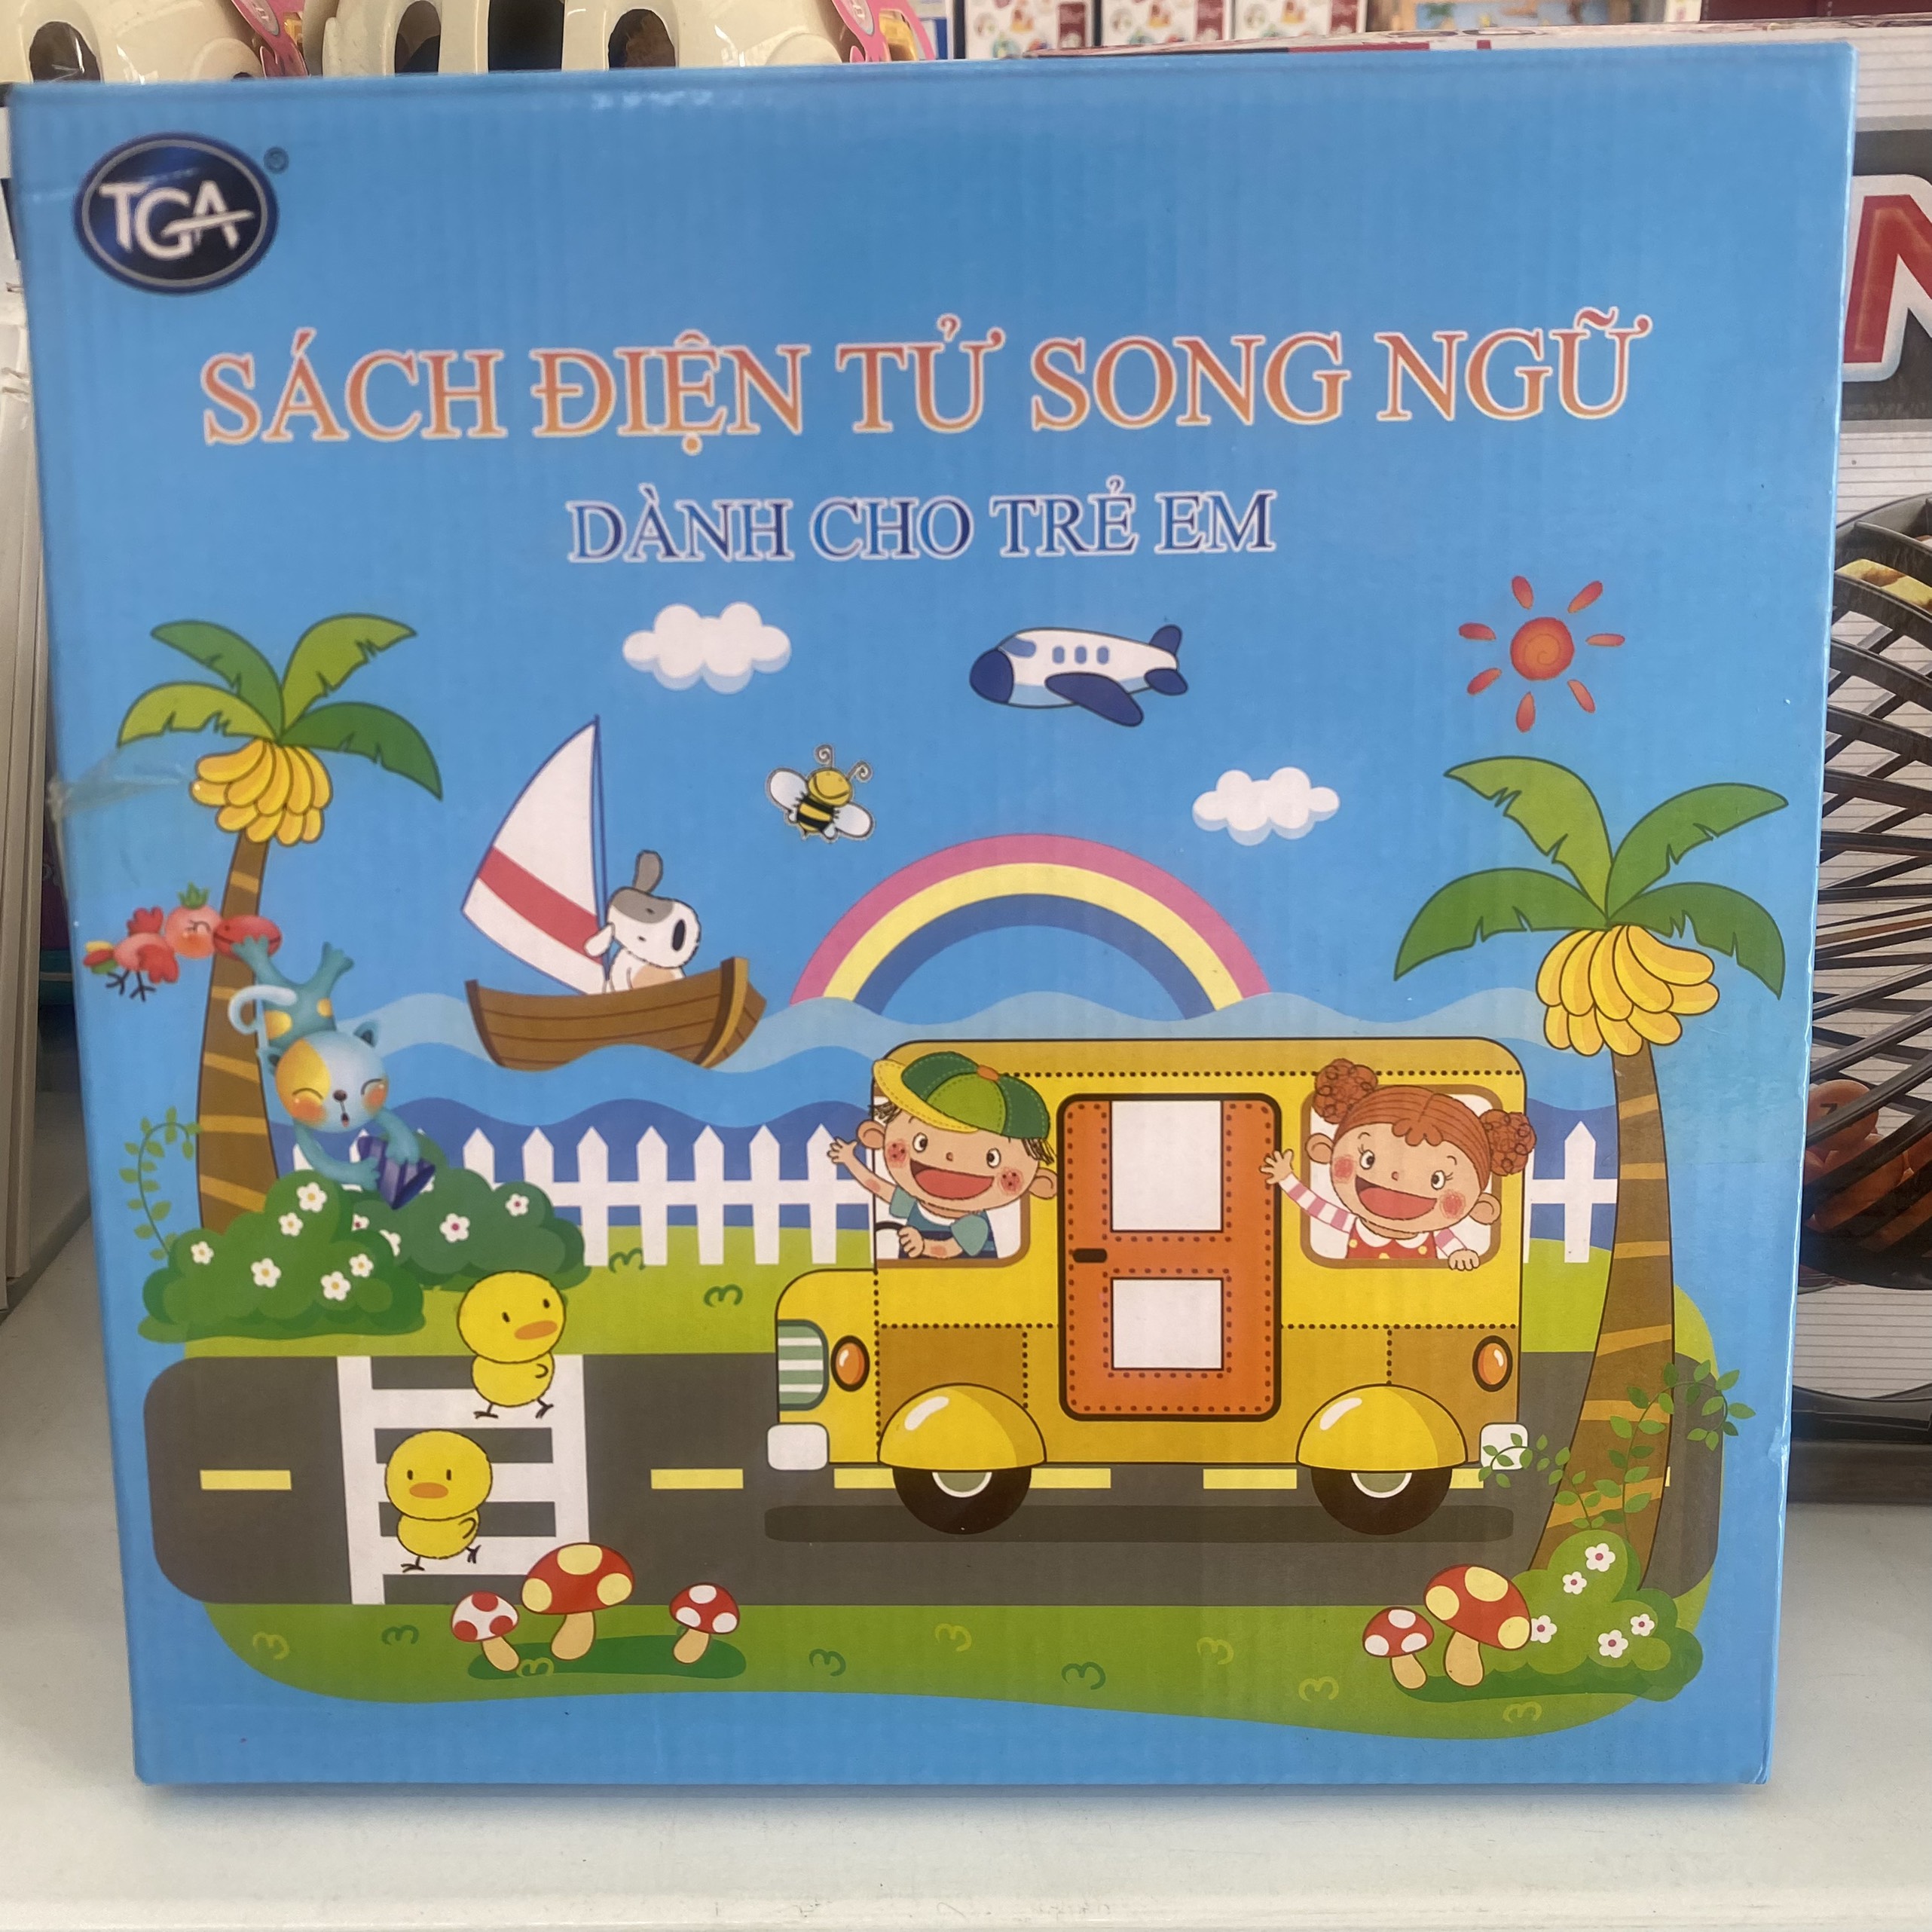 TGA
SÁCH ĐIỆN TỬ SONG NGỮ
DÀNH CHO TRẺ EM